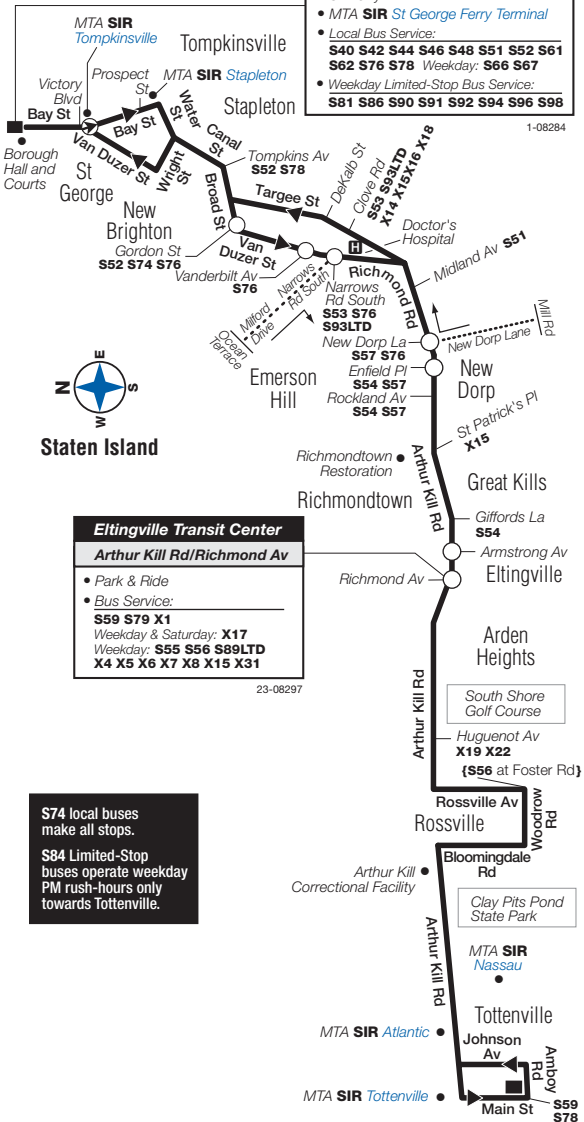 • MTA SIR St George Ferry Terminal
• Local Bus Service:
S40 S42 S44 S46 S48 S51 S52 S61
S62 S76 S78 Weekday: S66 S67
• Weekday Limited-Stop Bus Service:
S81 S86 S90 S91 S92 S94 S96 S98
1-08284
MTA SIR
Tompkinsville
Tompkinsville
Victory
Blvd
Prospect
St
MTA SIR Stapleton
Stapleton
Bay St
Bay St
Water
St
Canal
St
Borough
Hall and
Courts
Van Duzer St
Wright
St
St
George
Tompkins Av
S52 S78
Broad St
Targee St
DeKalb St
Clove Rd
S53 S93LTD
X14 X15X16 X18
Doctor's
Hospital
H
New
Brighton
Gordon St
S52 S74 S76
Van
Duzer St
Vanderbilt Av
S76
Richmond Rd
Midland Av S51
Narrows
Rd South
Narrows
Rd South
S53 S76
S93LTD
Milford
Drive
Ocean
Terrace
Mill Rd
New Dorp Lane
New Dorp La
S57 S76
Enfield Pl
S54 S57
Rockland Av
S54 S57
New
Dorp
Emerson
Hill
N
E
S
W
Staten Island
St Patrick's Pl
X15
Richmondtown
Restoration
Arthur Kill Rd
Great Kills
Richmondtown
Giffords La
S54
Armstrong Av
Richmond Av
Eltingville
Eltingville Transit Center
Arthur Kill Rd/Richmond Av
• Park & Ride
• Bus Service:
S59 S79 X1
Weekday & Saturday: X17
Weekday: S55 S56 S89LTD
X4 X5 X6 X7 X8 X15 X31
23-08297
Arden
Heights
South Shore
Golf Course
Arthur Kill Rd
Huguenot Av
X19 X22
{S56 at Foster Rd}
Rossville Av
Rossville
Woodrow
Rd
Bloomingdale
Rd
S74 local buses
make all stops.
S84 Limited-Stop
buses operate weekday
PM rush-hours only
towards Tottenville.
Arthur Kill
Correctional Facility
Clay Pits Pond
State Park
Arthur Kill Rd
MTA SIR
Nassau
Tottenville
MTA SIR Atlantic
Johnson
Av
Amboy
Rd
MTA SIR Tottenville
Main St
S59
S78